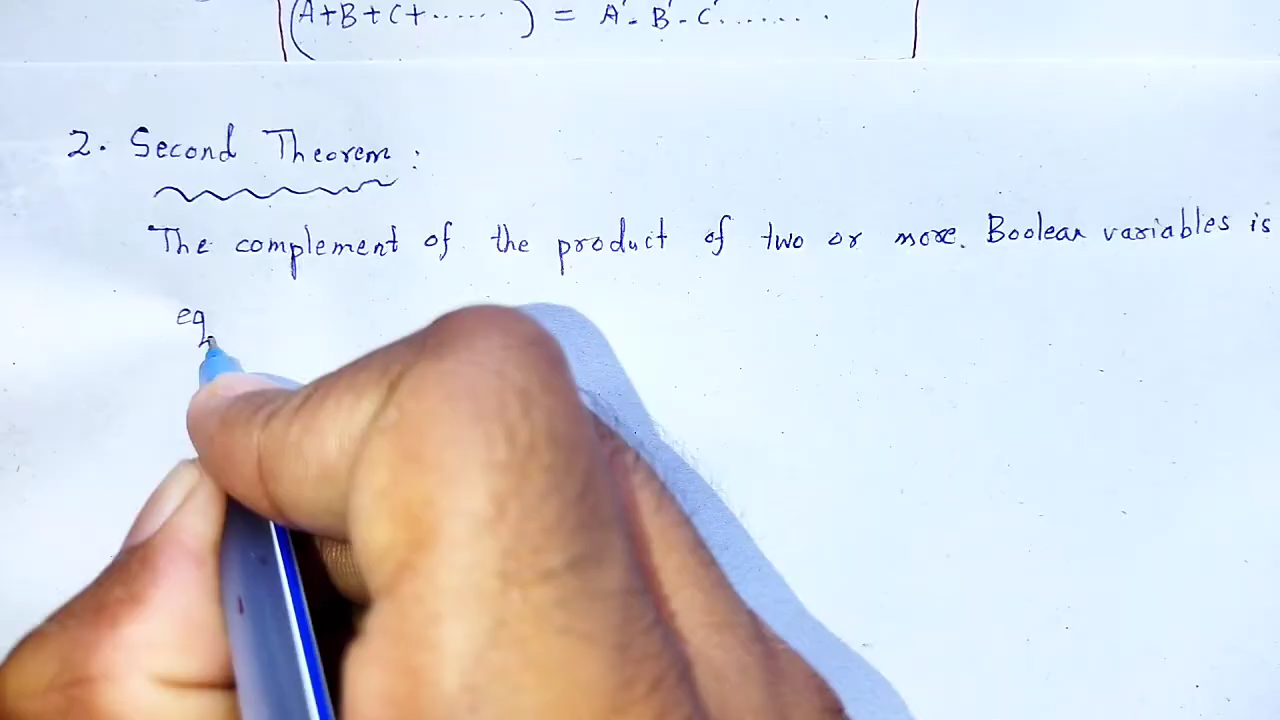 (A+B+C+......) = A'. B'. C'........
2. Second Theorem:
The complement of the product of two or more. Boolean variables is
eq